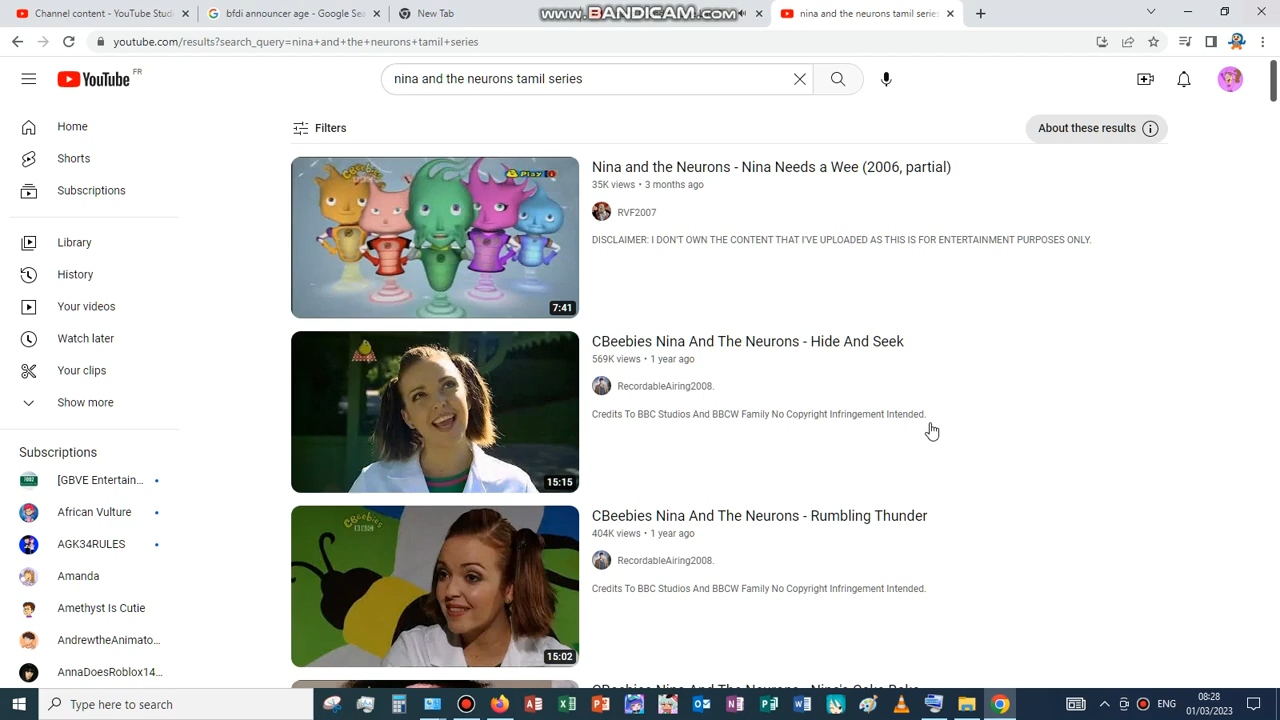 Channel content - YouTube Stud
bfdi announcer age - Google Sea
New Tab
www.BANDICAM.com
nina and the neurons tamil series
youtube.com/results?search_query=nina+and+the+neurons+tamil+series
YouTube FR
nina and the neurons tamil series
Home
Shorts
Subscriptions
Library
History
Your videos
Watch later
Your clips
Show more
Subscriptions
[GBVE Entertain...
African Vulture
AGK34RULES
Amanda
Amethyst Is Cutie
AndrewtheAnimato...
AnnaDoesRoblox14...
Filters
About these results
CBeebies
Play
7:41
Nina and the Neurons - Nina Needs a Wee (2006, partial)
35K views • 3 months ago
RVF2007
DISCLAIMER: I DON'T OWN THE CONTENT THAT I'VE UPLOADED AS THIS IS FOR ENTERTAINMENT PURPOSES ONLY.
15:15
CBeebies Nina And The Neurons - Hide And Seek
569K views • 1 year ago
RecordableAiring2008.
Credits To BBC Studios And BBCW Family No Copyright Infringement Intended.
CBeebies
15:02
CBeebies Nina And The Neurons - Rumbling Thunder
404K views • 1 year ago
RecordableAiring2008.
Credits To BBC Studios And BBCW Family No Copyright Infringement Intended.
Type here to search
ENG
08:28
01/03/2023